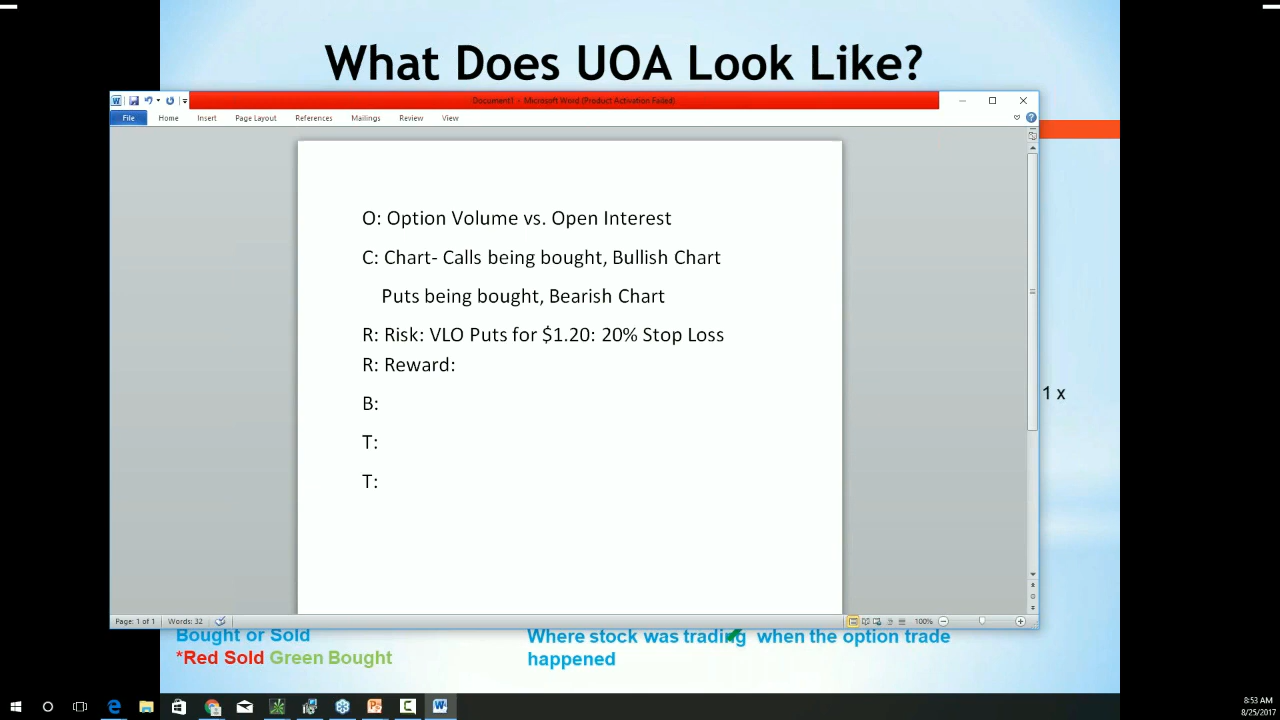 What Does UOA Look Like?
Document1 - Microsoft Word (Product Activation Failed)
File Home Insert Page Layout References Mailings Review View
O: Option Volume vs. Open Interest
C: Chart- Calls being bought, Bullish Chart
Puts being bought, Bearish Chart
R: Risk: VLO Puts for $1.20: 20% Stop Loss
R: Reward:
1 x
B:
T:
T:
Page: 1 of 1 Words: 32 100%
Bought or Sold
*Red Sold Green Bought
Where stock was trading when the option trade
happened
8:53 AM
8/25/2017